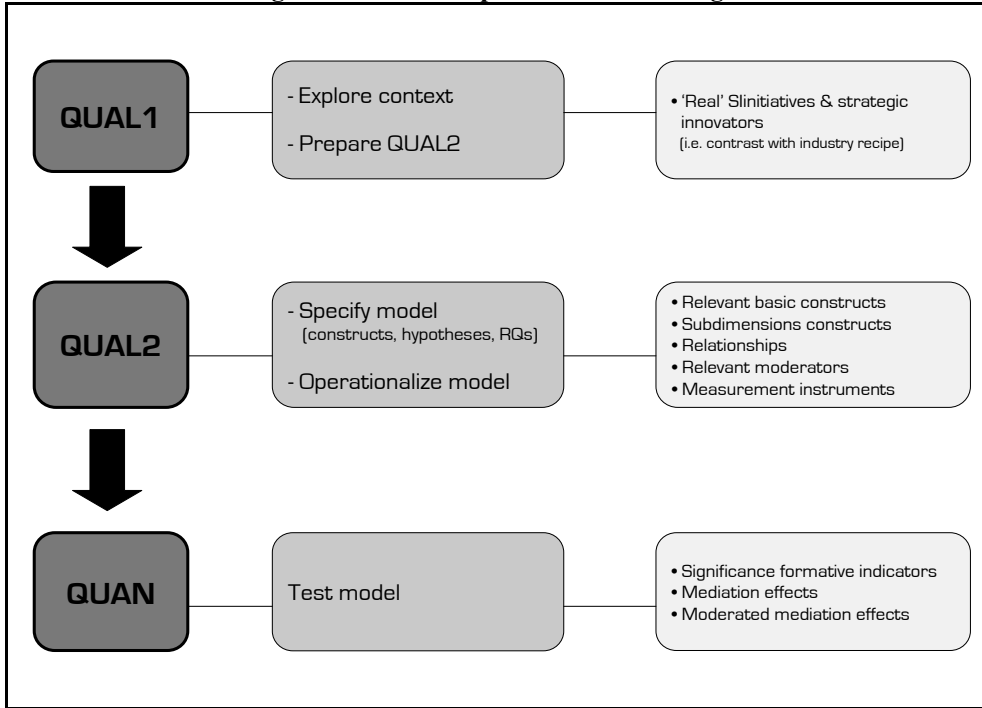 QUAL1
- Explore context
- Prepare QUAL2
• 'Real' SIinitiatives & strategic
innovators
(i.e. contrast with industry recipe)
QUAL2
- Specify model
(constructs, hypotheses, RQs)
- Operationalize model
• Relevant basic constructs
• Subdimensions constructs
• Relationships
• Relevant moderators
• Measurement instruments
QUAN
Test model
• Significance formative indicators
• Mediation effects
• Moderated mediation effects